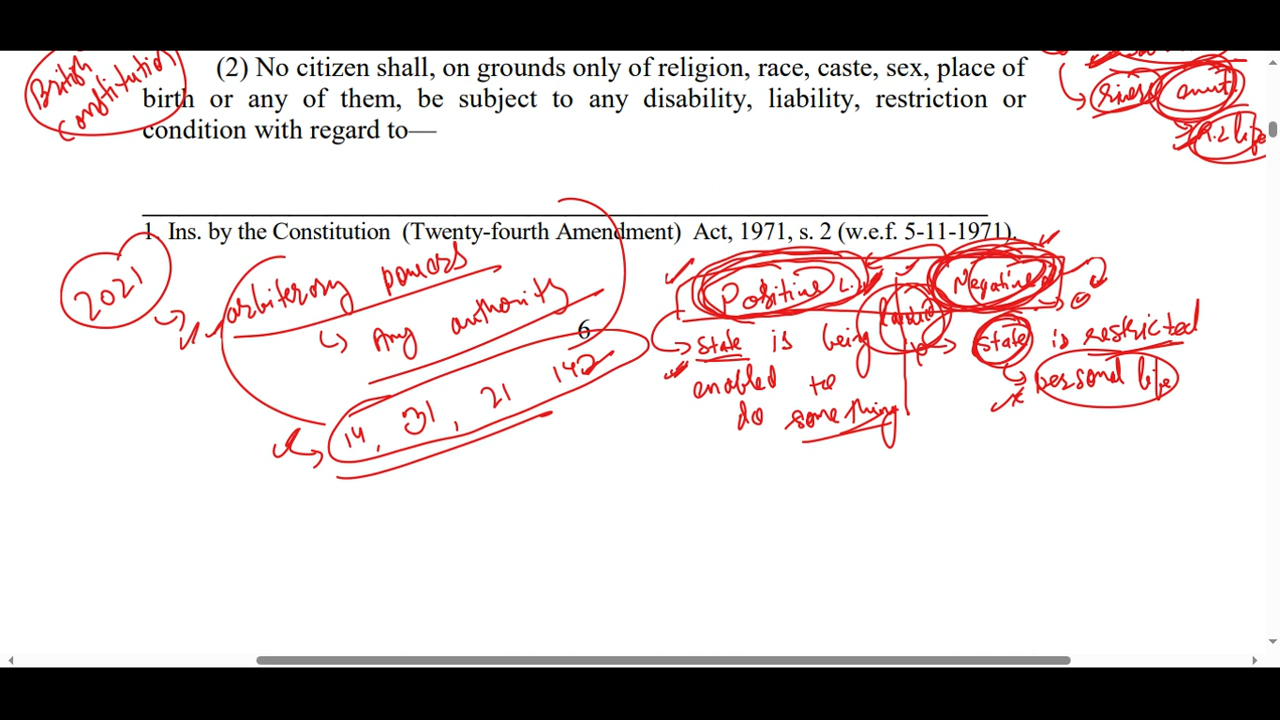 British
Constitution
(2) No citizen shall, on grounds only of religion, race, caste, sex, place of
birth or any of them, be subject to any disability, liability, restriction or
condition with regard to—
1. Ins. by the Constitution (Twenty-fourth Amendment) Act, 1971, s. 2 (w.e.f. 5-11-1971).
6
2021
arbiterory powers
Any authority
14, 31, 21 142
Positive
state is being
enabled to
do something
Negative
state is restricted
personal life